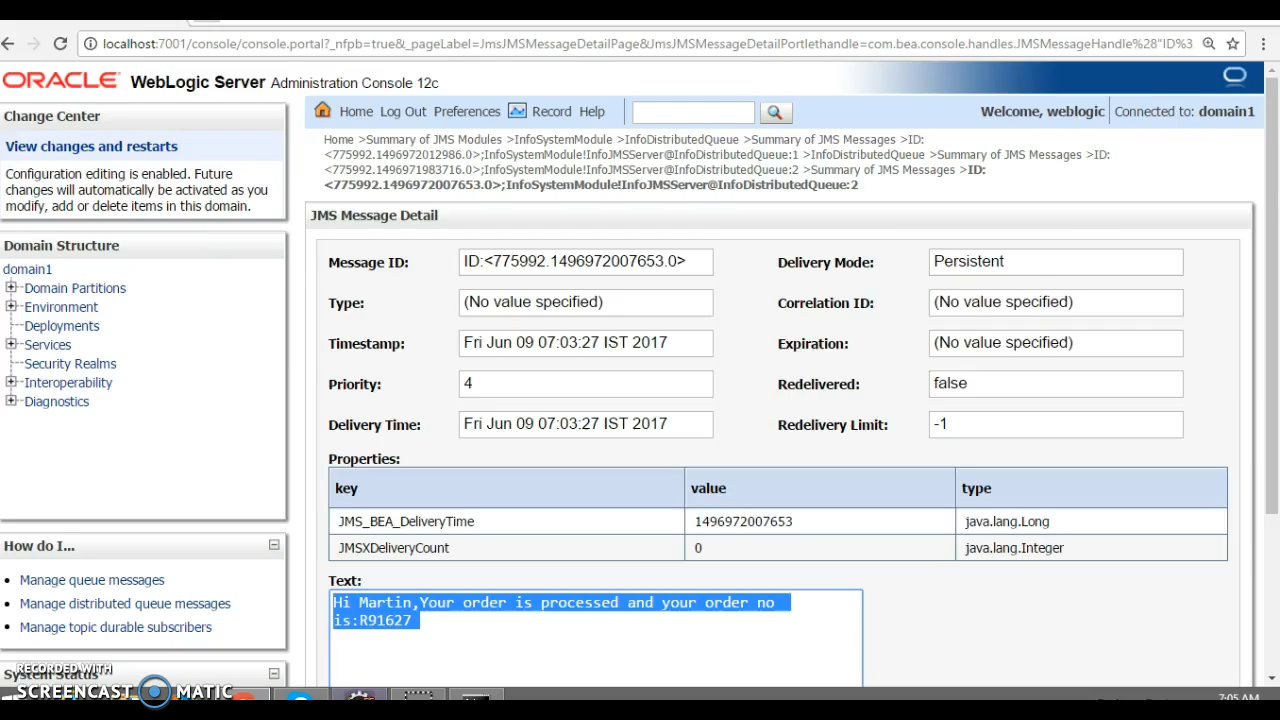 localhost:7001/console/console.portal?_nfpb=true&_pageLabel=JmsJMSMessageDetailPage&JmsJMSMessageDetailPortlethandle=com.bea.console.handles.JMSMessageHandle%28"ID%3
ORACLE WebLogic Server Administration Console 12c
Change Center
View changes and restarts
Configuration editing is enabled. Future
changes will automatically be activated as you
modify, add or delete items in this domain.
Domain Structure
domain1
Domain Partitions
Environment
Deployments
Services
Security Realms
Interoperability
Diagnostics
How do I...
Manage queue messages
Manage distributed queue messages
Manage topic durable subscribers
System Status
Home Log Out Preferences Record Help
Welcome, weblogic Connected to: domain1
Home >Summary of JMS Modules >InfoSystemModule >InfoDistributedQueue >Summary of JMS Messages >ID:
<775992.1496972012986.0>;InfoSystemModule!InfoJMSServer@InfoDistributedQueue:1 >InfoDistributedQueue >Summary of JMS Messages >ID:
<775992.1496971983716.0>;InfoSystemModule!InfoJMSServer@InfoDistributedQueue:2 >Summary of JMS Messages >ID:
<775992.1496972007653.0>;InfoSystemModule!InfoJMSServer@InfoDistributedQueue:2
JMS Message Detail
Message ID: ID:<775992.1496972007653.0> Delivery Mode: Persistent
Type: (No value specified) Correlation ID: (No value specified)
Timestamp: Fri Jun 09 07:03:27 IST 2017 Expiration: (No value specified)
Priority: 4 Redelivered: false
Delivery Time: Fri Jun 09 07:03:27 IST 2017 Redelivery Limit: -1
Properties:
key value type
JMS_BEA_DeliveryTime 1496972007653 java.lang.Long
JMSXDeliveryCount 0 java.lang.Integer
Text:
Hi Martin,Your order is processed and your order no
is:R91627
RECORDED WITH
SCREENCAST MATIC
7:05 AM